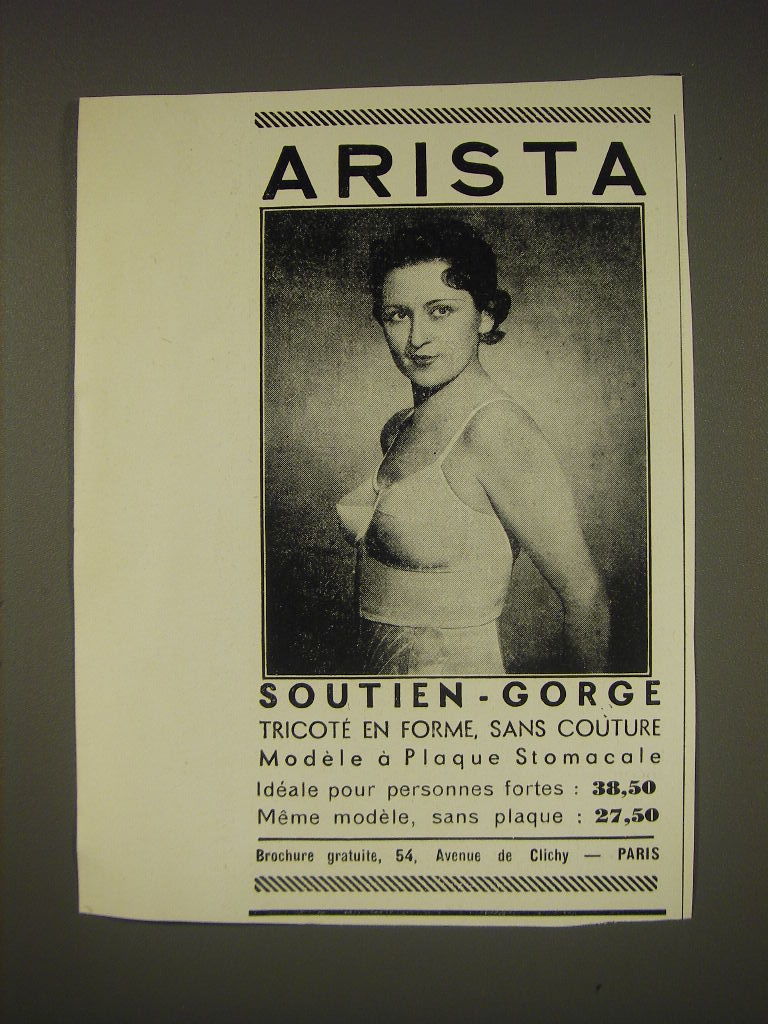 ARISTA
SOUTIEN-GORGE
TRICOTÉ EN FORME, SANS COUTURE
Modèle à Plaque Stomacale
Idéale pour personnes fortes : 38,50
Même modèle, sans plaque : 27,50
Brochure gratuite, 54, Avenue de Clichy — PARIS